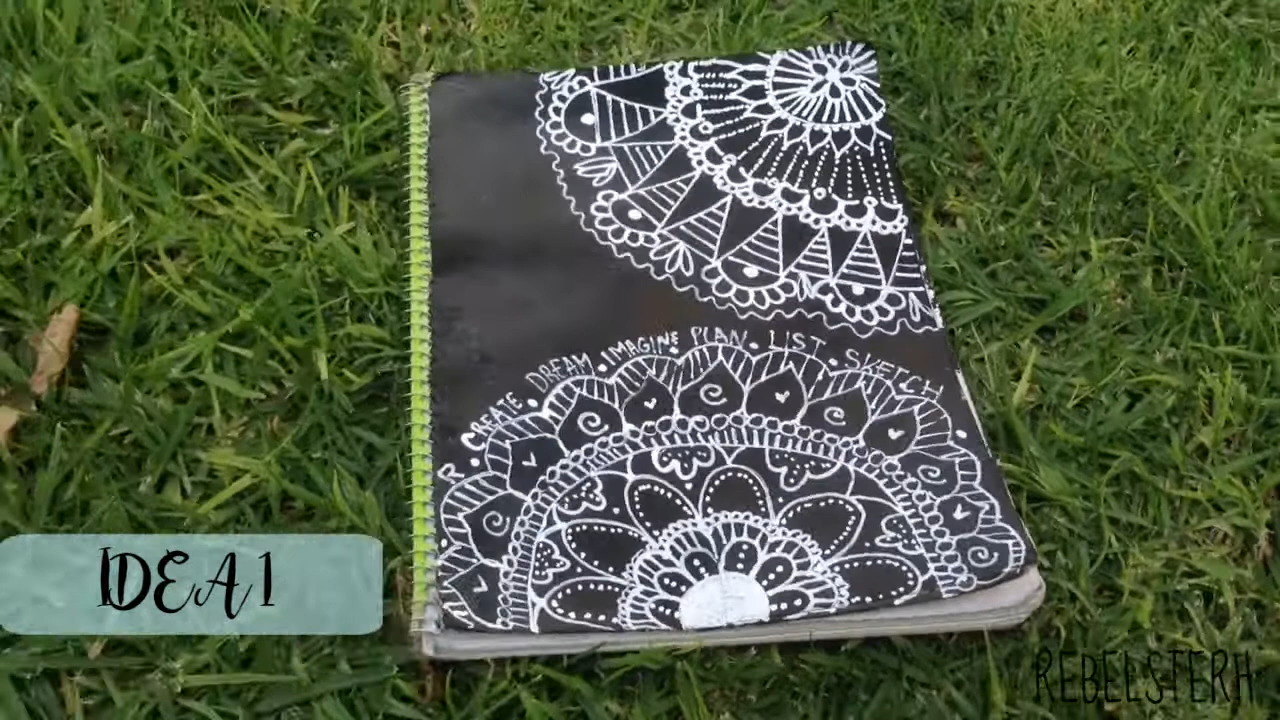 CREATE . DREAM . IMAGINE . PLAN . LIST . SKETCH .
IDEA 1
REBELSTERH